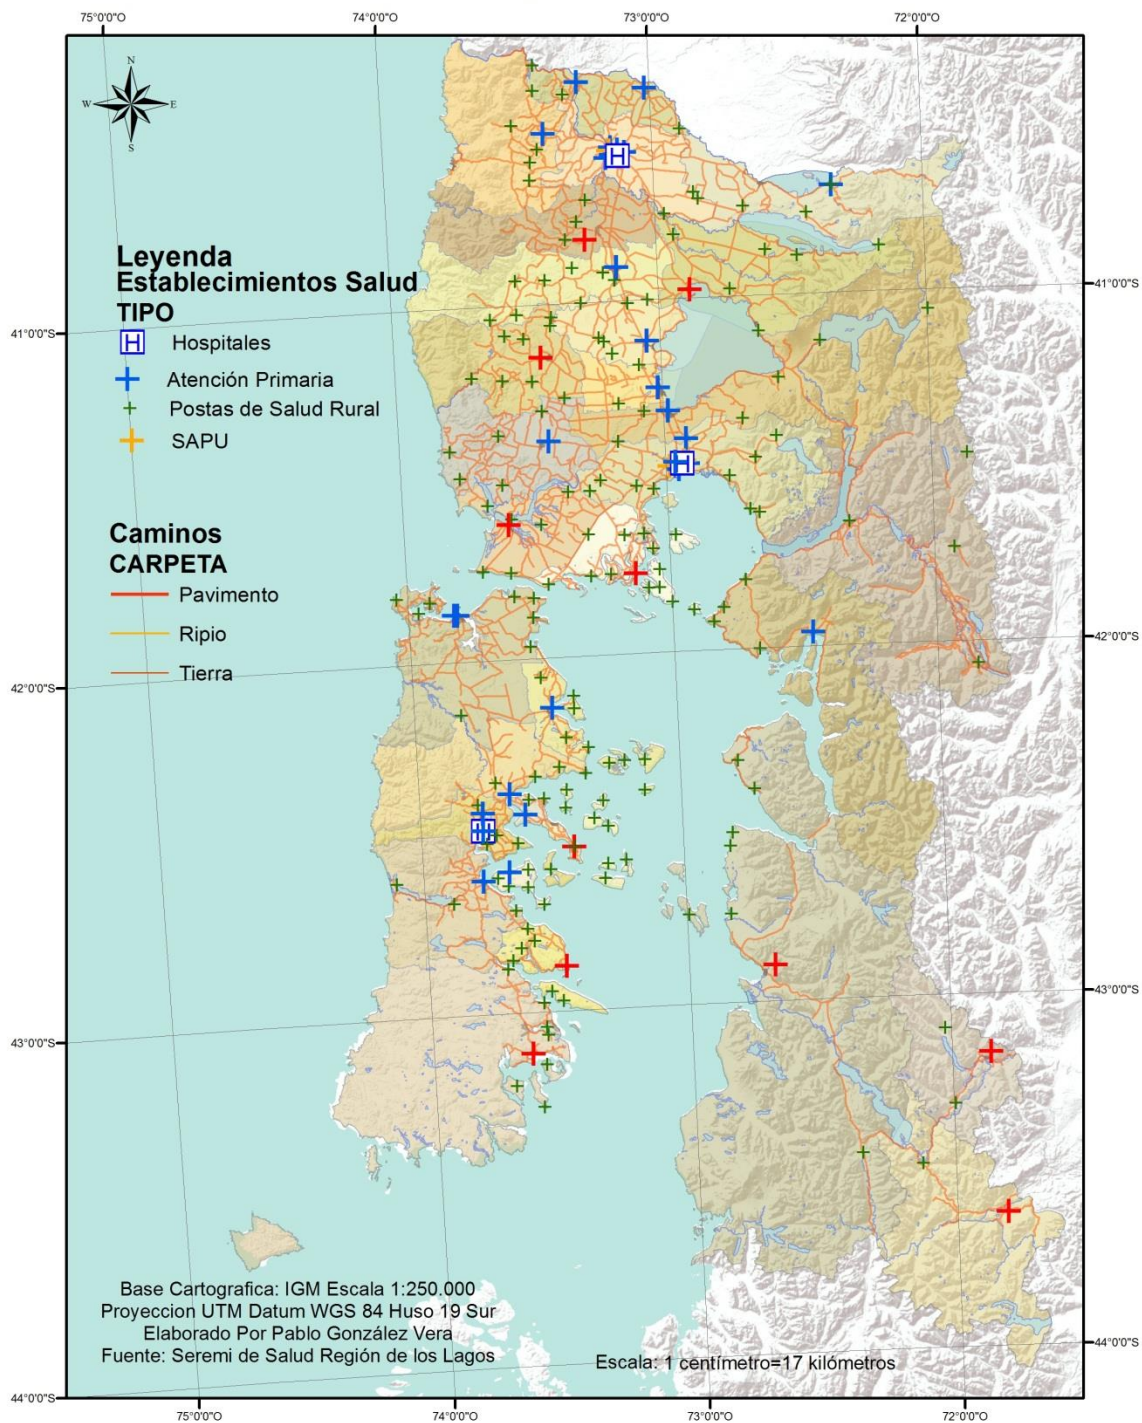 75°0'0"O 74°0'0"O 73°0'0"O 72°0'0"O
N
W E
S
Leyenda
Establecimientos Salud
TIPO
H Hospitales
Atención Primaria
Postas de Salud Rural
SAPU
Caminos
CARPETA
Pavimento
Ripio
Tierra
H
H
H
41°0'0"S
41°0'0"S
42°0'0"S
42°0'0"S
43°0'0"S
43°0'0"S
44°0'0"S
44°0'0"S
Base Cartografica: IGM Escala 1:250.000
Proyeccion UTM Datum WGS 84 Huso 19 Sur
Elaborado Por Pablo González Vera
Fuente: Seremi de Salud Región de los Lagos
Escala: 1 centímetro=17 kilómetros
75°0'0"O 74°0'0"O 73°0'0"O 72°0'0"O